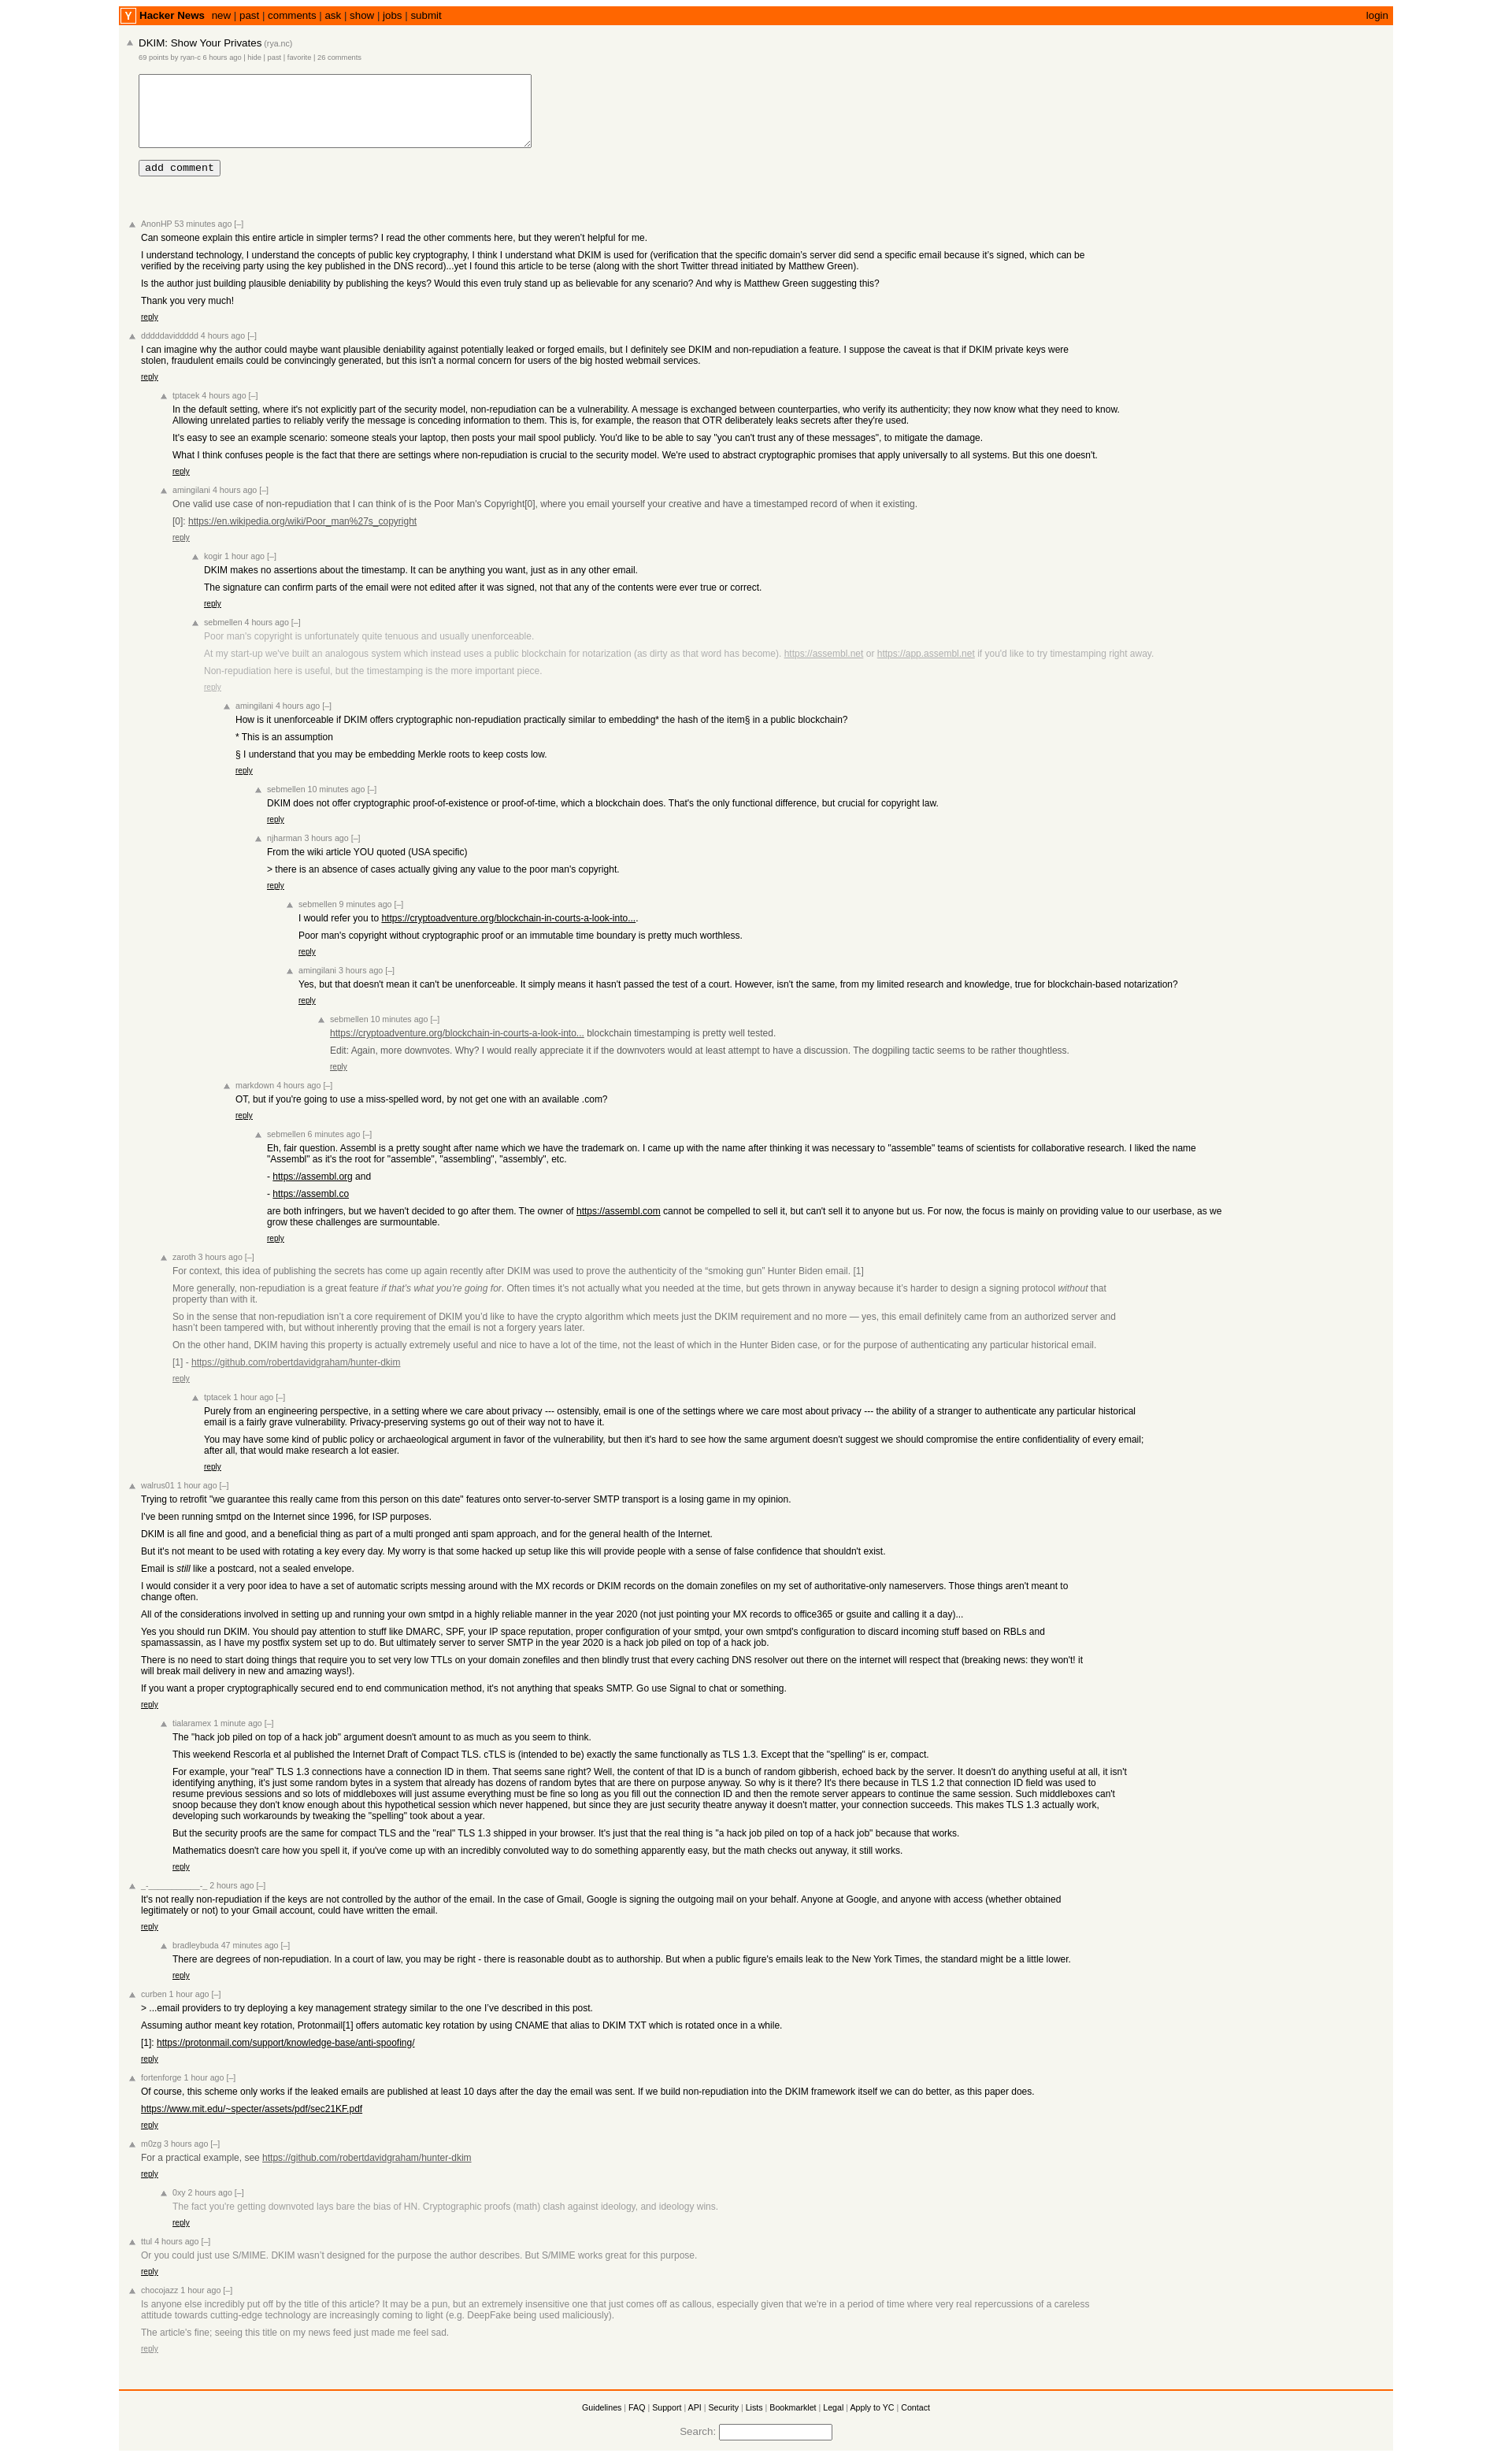 Y Hacker News new | past | comments | ask | show | jobs | submit login
DKIM: Show Your Privates (rya.nc)
69 points by ryan-c 6 hours ago | hide | past | favorite | 26 comments
add comment
AnonHP 53 minutes ago [–]
Can someone explain this entire article in simpler terms? I read the other comments here, but they weren’t helpful for me.
I understand technology, I understand the concepts of public key cryptography, I think I understand what DKIM is used for (verification that the specific domain’s server did send a specific email because it’s signed, which can be
verified by the receiving party using the key published in the DNS record)...yet I found this article to be terse (along with the short Twitter thread initiated by Matthew Green).
Is the author just building plausible deniability by publishing the keys? Would this even truly stand up as believable for any scenario? And why is Matthew Green suggesting this?
Thank you very much!
reply
dddddaviddddd 4 hours ago [–]
I can imagine why the author could maybe want plausible deniability against potentially leaked or forged emails, but I definitely see DKIM and non-repudiation a feature. I suppose the caveat is that if DKIM private keys were
stolen, fraudulent emails could be convincingly generated, but this isn't a normal concern for users of the big hosted webmail services.
reply
tptacek 4 hours ago [–]
In the default setting, where it's not explicitly part of the security model, non-repudiation can be a vulnerability. A message is exchanged between counterparties, who verify its authenticity; they now know what they need to know.
Allowing unrelated parties to reliably verify the message is conceding information to them. This is, for example, the reason that OTR deliberately leaks secrets after they're used.
It's easy to see an example scenario: someone steals your laptop, then posts your mail spool publicly. You'd like to be able to say "you can't trust any of these messages", to mitigate the damage.
What I think confuses people is the fact that there are settings where non-repudiation is crucial to the security model. We're used to abstract cryptographic promises that apply universally to all systems. But this one doesn't.
reply
amingilani 4 hours ago [–]
One valid use case of non-repudiation that I can think of is the Poor Man's Copyright[0], where you email yourself your creative and have a timestamped record of when it existing.
[0]: https://en.wikipedia.org/wiki/Poor_man%27s_copyright
reply
kogir 1 hour ago [–]
DKIM makes no assertions about the timestamp. It can be anything you want, just as in any other email.
The signature can confirm parts of the email were not edited after it was signed, not that any of the contents were ever true or correct.
reply
sebmellen 4 hours ago [–]
Poor man's copyright is unfortunately quite tenuous and usually unenforceable.
At my start-up we've built an analogous system which instead uses a public blockchain for notarization (as dirty as that word has become). https://assembl.net or https://app.assembl.net if you'd like to try timestamping right away.
Non-repudiation here is useful, but the timestamping is the more important piece.
reply
amingilani 4 hours ago [–]
How is it unenforceable if DKIM offers cryptographic non-repudiation practically similar to embedding* the hash of the item§ in a public blockchain?
* This is an assumption
§ I understand that you may be embedding Merkle roots to keep costs low.
reply
sebmellen 10 minutes ago [–]
DKIM does not offer cryptographic proof-of-existence or proof-of-time, which a blockchain does. That's the only functional difference, but crucial for copyright law.
reply
njharman 3 hours ago [–]
From the wiki article YOU quoted (USA specific)
> there is an absence of cases actually giving any value to the poor man's copyright.
reply
sebmellen 9 minutes ago [–]
I would refer you to https://cryptoadventure.org/blockchain-in-courts-a-look-into....
Poor man's copyright without cryptographic proof or an immutable time boundary is pretty much worthless.
reply
amingilani 3 hours ago [–]
Yes, but that doesn't mean it can't be unenforceable. It simply means it hasn't passed the test of a court. However, isn't the same, from my limited research and knowledge, true for blockchain-based notarization?
reply
sebmellen 10 minutes ago [–]
https://cryptoadventure.org/blockchain-in-courts-a-look-into... blockchain timestamping is pretty well tested.
Edit: Again, more downvotes. Why? I would really appreciate it if the downvoters would at least attempt to have a discussion. The dogpiling tactic seems to be rather thoughtless.
reply
markdown 4 hours ago [–]
OT, but if you're going to use a miss-spelled word, by not get one with an available .com?
reply
sebmellen 6 minutes ago [–]
Eh, fair question. Assembl is a pretty sought after name which we have the trademark on. I came up with the name after thinking it was necessary to "assemble" teams of scientists for collaborative research. I liked the name
"Assembl" as it's the root for "assemble", "assembling", "assembly", etc.
- https://assembl.org and
- https://assembl.co
are both infringers, but we haven't decided to go after them. The owner of https://assembl.com cannot be compelled to sell it, but can't sell it to anyone but us. For now, the focus is mainly on providing value to our userbase, as we
grow these challenges are surmountable.
reply
zaroth 3 hours ago [–]
For context, this idea of publishing the secrets has come up again recently after DKIM was used to prove the authenticity of the “smoking gun” Hunter Biden email. [1]
More generally, non-repudiation is a great feature if that’s what you’re going for. Often times it’s not actually what you needed at the time, but gets thrown in anyway because it’s harder to design a signing protocol without that
property than with it.
So in the sense that non-repudiation isn’t a core requirement of DKIM you’d like to have the crypto algorithm which meets just the DKIM requirement and no more — yes, this email definitely came from an authorized server and
hasn’t been tampered with, but without inherently proving that the email is not a forgery years later.
On the other hand, DKIM having this property is actually extremely useful and nice to have a lot of the time, not the least of which in the Hunter Biden case, or for the purpose of authenticating any particular historical email.
[1] - https://github.com/robertdavidgraham/hunter-dkim
reply
tptacek 1 hour ago [–]
Purely from an engineering perspective, in a setting where we care about privacy --- ostensibly, email is one of the settings where we care most about privacy --- the ability of a stranger to authenticate any particular historical
email is a fairly grave vulnerability. Privacy-preserving systems go out of their way not to have it.
You may have some kind of public policy or archaeological argument in favor of the vulnerability, but then it's hard to see how the same argument doesn't suggest we should compromise the entire confidentiality of every email;
after all, that would make research a lot easier.
reply
walrus01 1 hour ago [–]
Trying to retrofit "we guarantee this really came from this person on this date" features onto server-to-server SMTP transport is a losing game in my opinion.
I've been running smtpd on the Internet since 1996, for ISP purposes.
DKIM is all fine and good, and a beneficial thing as part of a multi pronged anti spam approach, and for the general health of the Internet.
But it's not meant to be used with rotating a key every day. My worry is that some hacked up setup like this will provide people with a sense of false confidence that shouldn't exist.
Email is still like a postcard, not a sealed envelope.
I would consider it a very poor idea to have a set of automatic scripts messing around with the MX records or DKIM records on the domain zonefiles on my set of authoritative-only nameservers. Those things aren't meant to
change often.
All of the considerations involved in setting up and running your own smtpd in a highly reliable manner in the year 2020 (not just pointing your MX records to office365 or gsuite and calling it a day)...
Yes you should run DKIM. You should pay attention to stuff like DMARC, SPF, your IP space reputation, proper configuration of your smtpd, your own smtpd's configuration to discard incoming stuff based on RBLs and
spamassassin, as I have my postfix system set up to do. But ultimately server to server SMTP in the year 2020 is a hack job piled on top of a hack job.
There is no need to start doing things that require you to set very low TTLs on your domain zonefiles and then blindly trust that every caching DNS resolver out there on the internet will respect that (breaking news: they won't! it
will break mail delivery in new and amazing ways!).
If you want a proper cryptographically secured end to end communication method, it's not anything that speaks SMTP. Go use Signal to chat or something.
reply
tialaramex 1 minute ago [–]
The "hack job piled on top of a hack job" argument doesn't amount to as much as you seem to think.
This weekend Rescorla et al published the Internet Draft of Compact TLS. cTLS is (intended to be) exactly the same functionally as TLS 1.3. Except that the "spelling" is er, compact.
For example, your "real" TLS 1.3 connections have a connection ID in them. That seems sane right? Well, the content of that ID is a bunch of random gibberish, echoed back by the server. It doesn't do anything useful at all, it isn't
identifying anything, it's just some random bytes in a system that already has dozens of random bytes that are there on purpose anyway. So why is it there? It's there because in TLS 1.2 that connection ID field was used to
resume previous sessions and so lots of middleboxes will just assume everything must be fine so long as you fill out the connection ID and then the remote server appears to continue the same session. Such middleboxes can't
snoop because they don't know enough about this hypothetical session which never happened, but since they are just security theatre anyway it doesn't matter, your connection succeeds. This makes TLS 1.3 actually work,
developing such workarounds by tweaking the "spelling" took about a year.
But the security proofs are the same for compact TLS and the "real" TLS 1.3 shipped in your browser. It's just that the real thing is "a hack job piled on top of a hack job" because that works.
Mathematics doesn't care how you spell it, if you've come up with an incredibly convoluted way to do something apparently easy, but the math checks out anyway, it still works.
reply
_-___________-_ 2 hours ago [–]
It's not really non-repudiation if the keys are not controlled by the author of the email. In the case of Gmail, Google is signing the outgoing mail on your behalf. Anyone at Google, and anyone with access (whether obtained
legitimately or not) to your Gmail account, could have written the email.
reply
bradleybuda 47 minutes ago [–]
There are degrees of non-repudiation. In a court of law, you may be right - there is reasonable doubt as to authorship. But when a public figure's emails leak to the New York Times, the standard might be a little lower.
reply
curben 1 hour ago [–]
> ...email providers to try deploying a key management strategy similar to the one I’ve described in this post.
Assuming author meant key rotation, Protonmail[1] offers automatic key rotation by using CNAME that alias to DKIM TXT which is rotated once in a while.
[1]: https://protonmail.com/support/knowledge-base/anti-spoofing/
reply
fortenforge 1 hour ago [–]
Of course, this scheme only works if the leaked emails are published at least 10 days after the day the email was sent. If we build non-repudiation into the DKIM framework itself we can do better, as this paper does.
https://www.mit.edu/~specter/assets/pdf/sec21KF.pdf
reply
m0zg 3 hours ago [–]
For a practical example, see https://github.com/robertdavidgraham/hunter-dkim
reply
0xy 2 hours ago [–]
The fact you're getting downvoted lays bare the bias of HN. Cryptographic proofs (math) clash against ideology, and ideology wins.
reply
ttul 4 hours ago [–]
Or you could just use S/MIME. DKIM wasn’t designed for the purpose the author describes. But S/MIME works great for this purpose.
reply
chocojazz 1 hour ago [–]
Is anyone else incredibly put off by the title of this article? It may be a pun, but an extremely insensitive one that just comes off as callous, especially given that we're in a period of time where very real repercussions of a careless
attitude towards cutting-edge technology are increasingly coming to light (e.g. DeepFake being used maliciously).
The article's fine; seeing this title on my news feed just made me feel sad.
reply
Guidelines | FAQ | Support | API | Security | Lists | Bookmarklet | Legal | Apply to YC | Contact
Search: